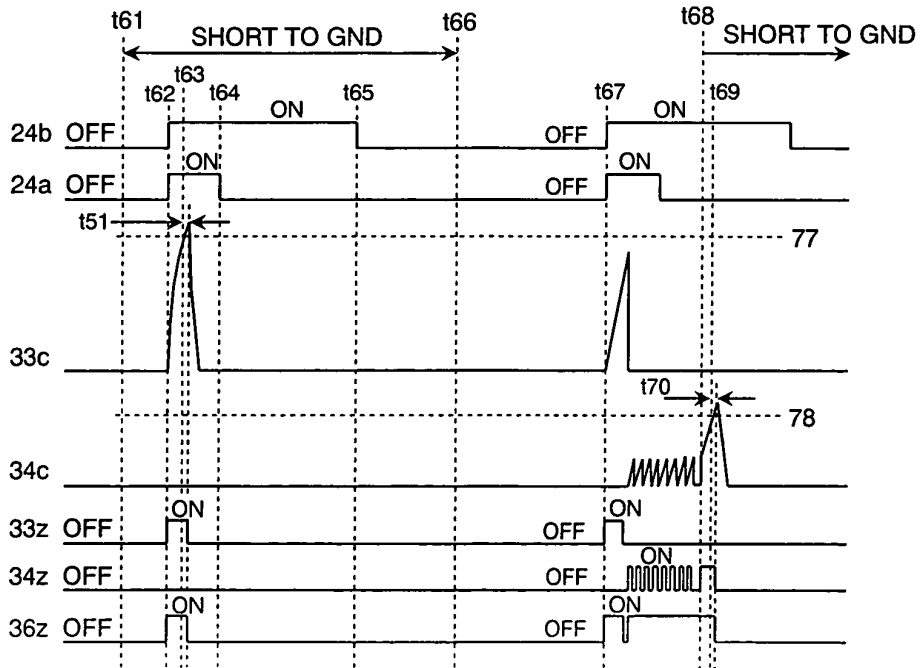 t61 t66 t68
SHORT TO GND SHORT TO GND
t63
t62 t64 t65 t67 t69
24b OFF ON OFF ON
24a OFF ON OFF ON
t51
77
33c
t70
78
34c
33z OFF ON OFF ON
34z OFF OFF ON
36z OFF ON OFF ON